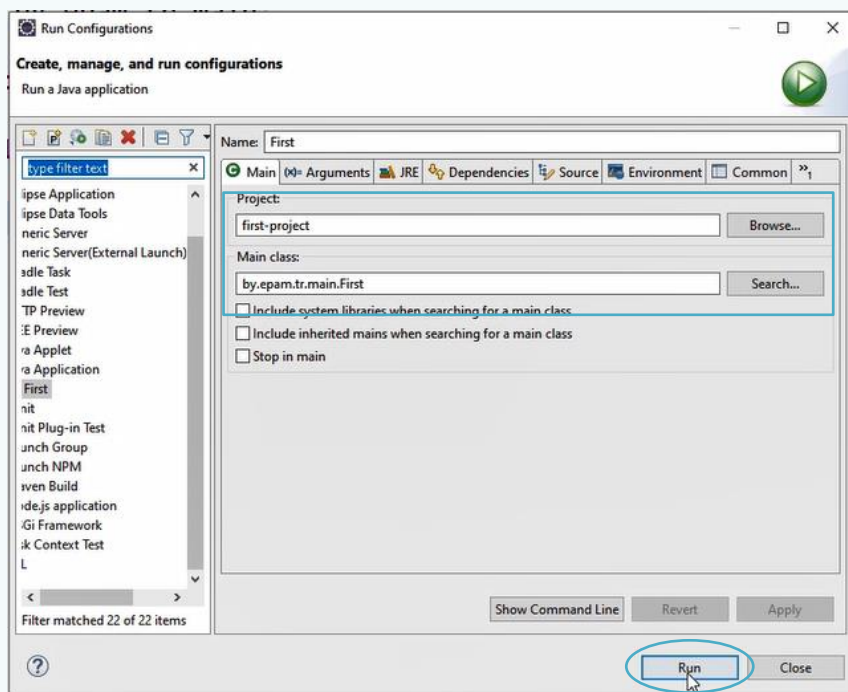 Run Configurations
Create, manage, and run configurations
Run a Java application
Name: First
type filter text
Main (x)= Arguments JRE Dependencies Source Environment Common »1
ipse Application
ipse Data Tools
neric Server
neric Server(External Launch)
adle Task
adle Test
TP Preview
EE Preview
va Applet
va Application
First
nit
nit Plug-in Test
unch Group
unch NPM
aven Build
de.js application
Gi Framework
sk Context Test
L
Filter matched 22 of 22 items
Project:
first-project Browse...
Main class:
by.epam.tr.main.First Search...
Include system libraries when searching for a main class
Include inherited mains when searching for a main class
Stop in main
Show Command Line Revert Apply
Run Close